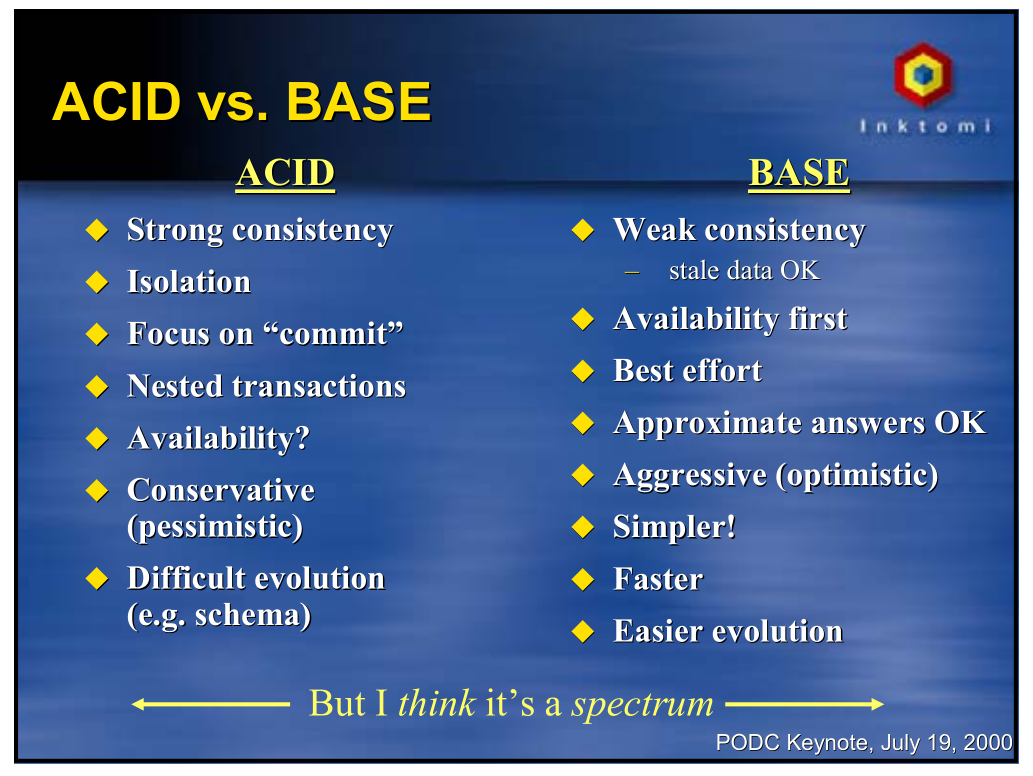 ACID vs. BASE
Inktomi
ACID
Strong consistency
Isolation
Focus on “commit”
Nested transactions
Availability?
Conservative
(pessimistic)
Difficult evolution
(e.g. schema)
BASE
Weak consistency
– stale data OK
Availability first
Best effort
Approximate answers OK
Aggressive (optimistic)
Simpler!
Faster
Easier evolution
But I think it’s a spectrum
PODC Keynote, July 19, 2000